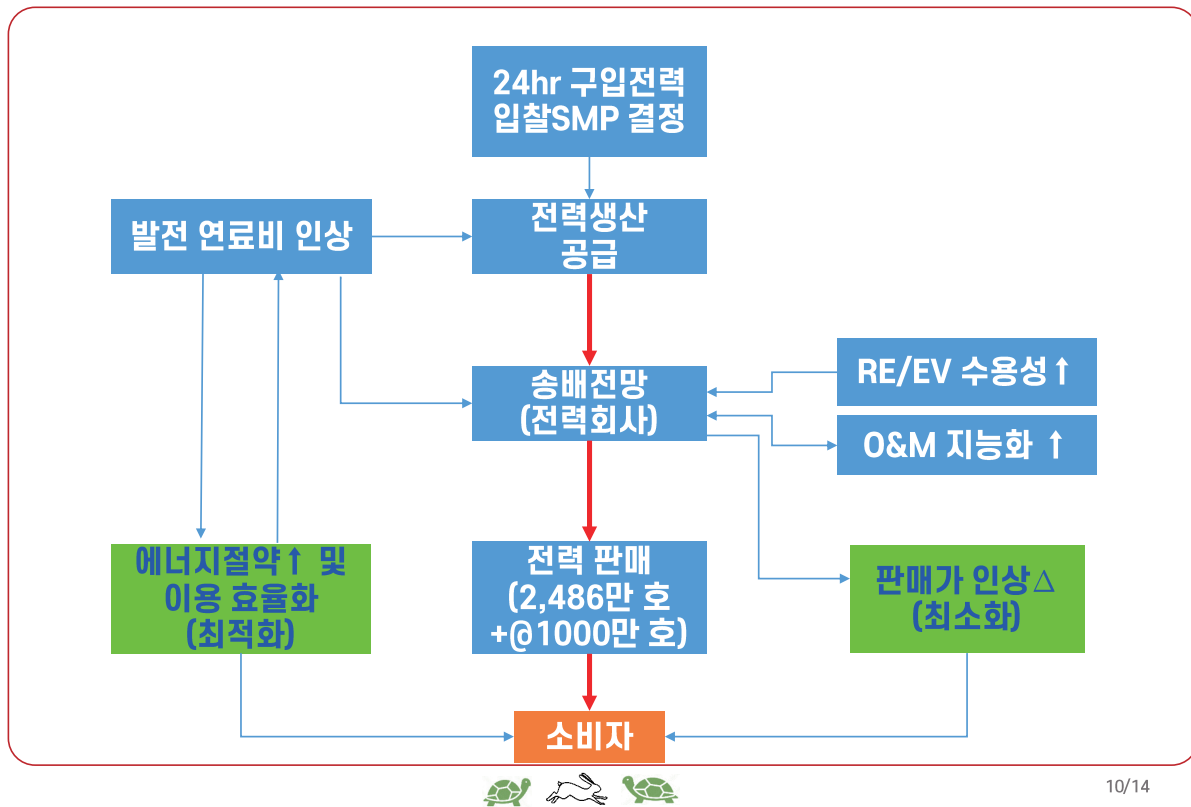 24hr 구입전력
입찰SMP 결정
발전 연료비 인상
전력생산
공급
송배전망
(전력회사)
RE/EV 수용성↑
O&M 지능화 ↑
에너지절약↑ 및
이용 효율화
(최적화)
전력 판매
(2,486만 호
+@1000만 호)
판매가 인상△
(최소화)
소비자
10/14